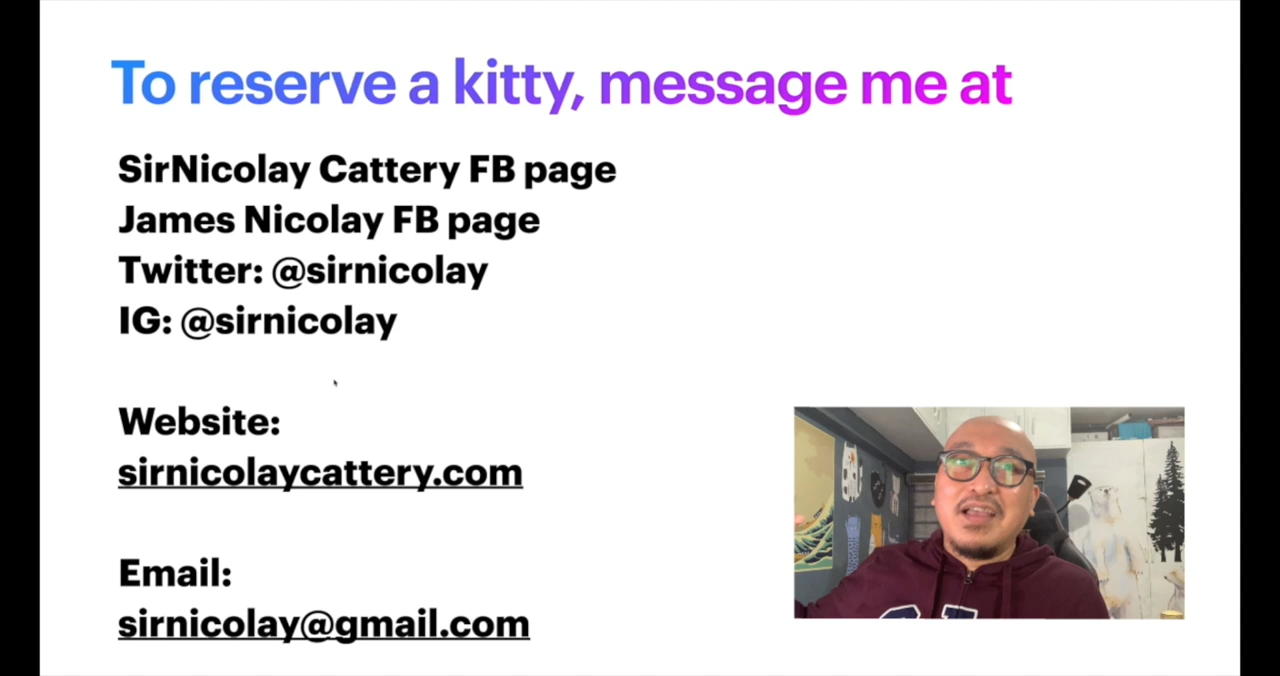 To reserve a kitty, message me at
SirNicolay Cattery FB page
James Nicolay FB page
Twitter: @sirnicolay
IG: @sirnicolay
Website:
sirnicolaycattery.com
Email:
sirnicolay@gmail.com